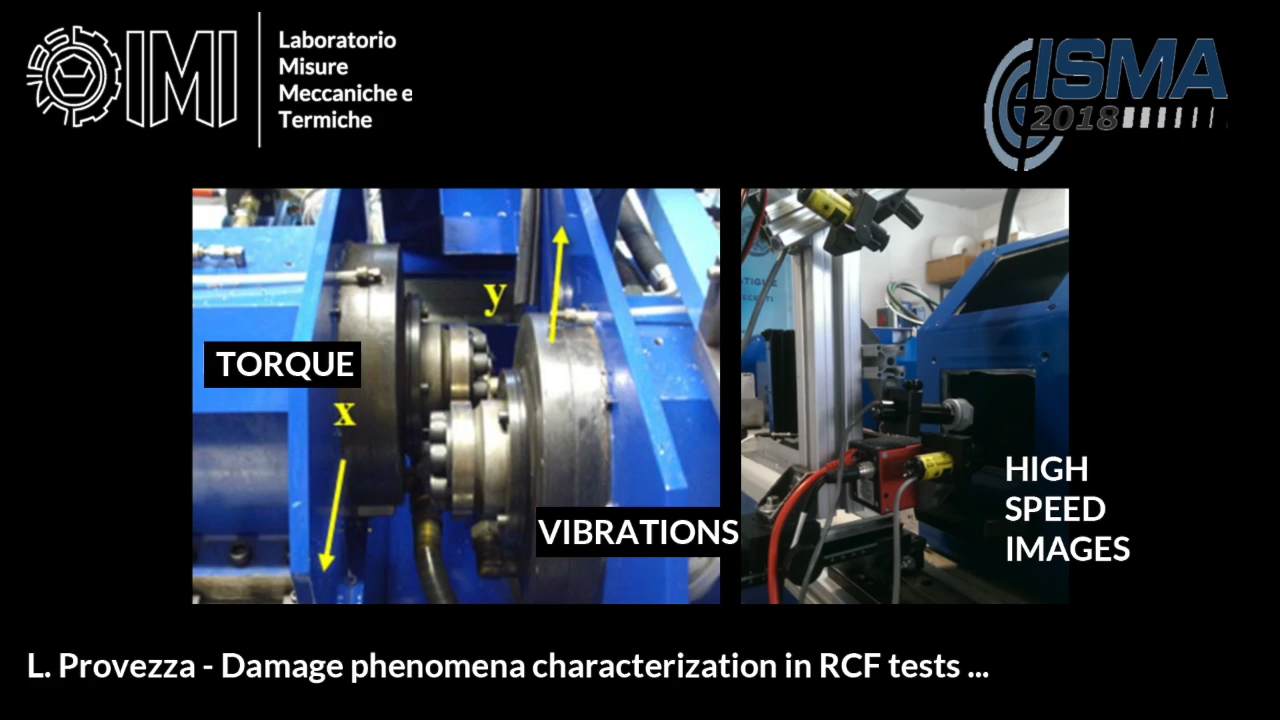 IMI
Laboratorio
Misure
Meccaniche e
Termiche
ISMA
2018
y
TORQUE
x
VIBRATIONS
HIGH
SPEED
IMAGES
L. Provezza - Damage phenomena characterization in RCF tests ...